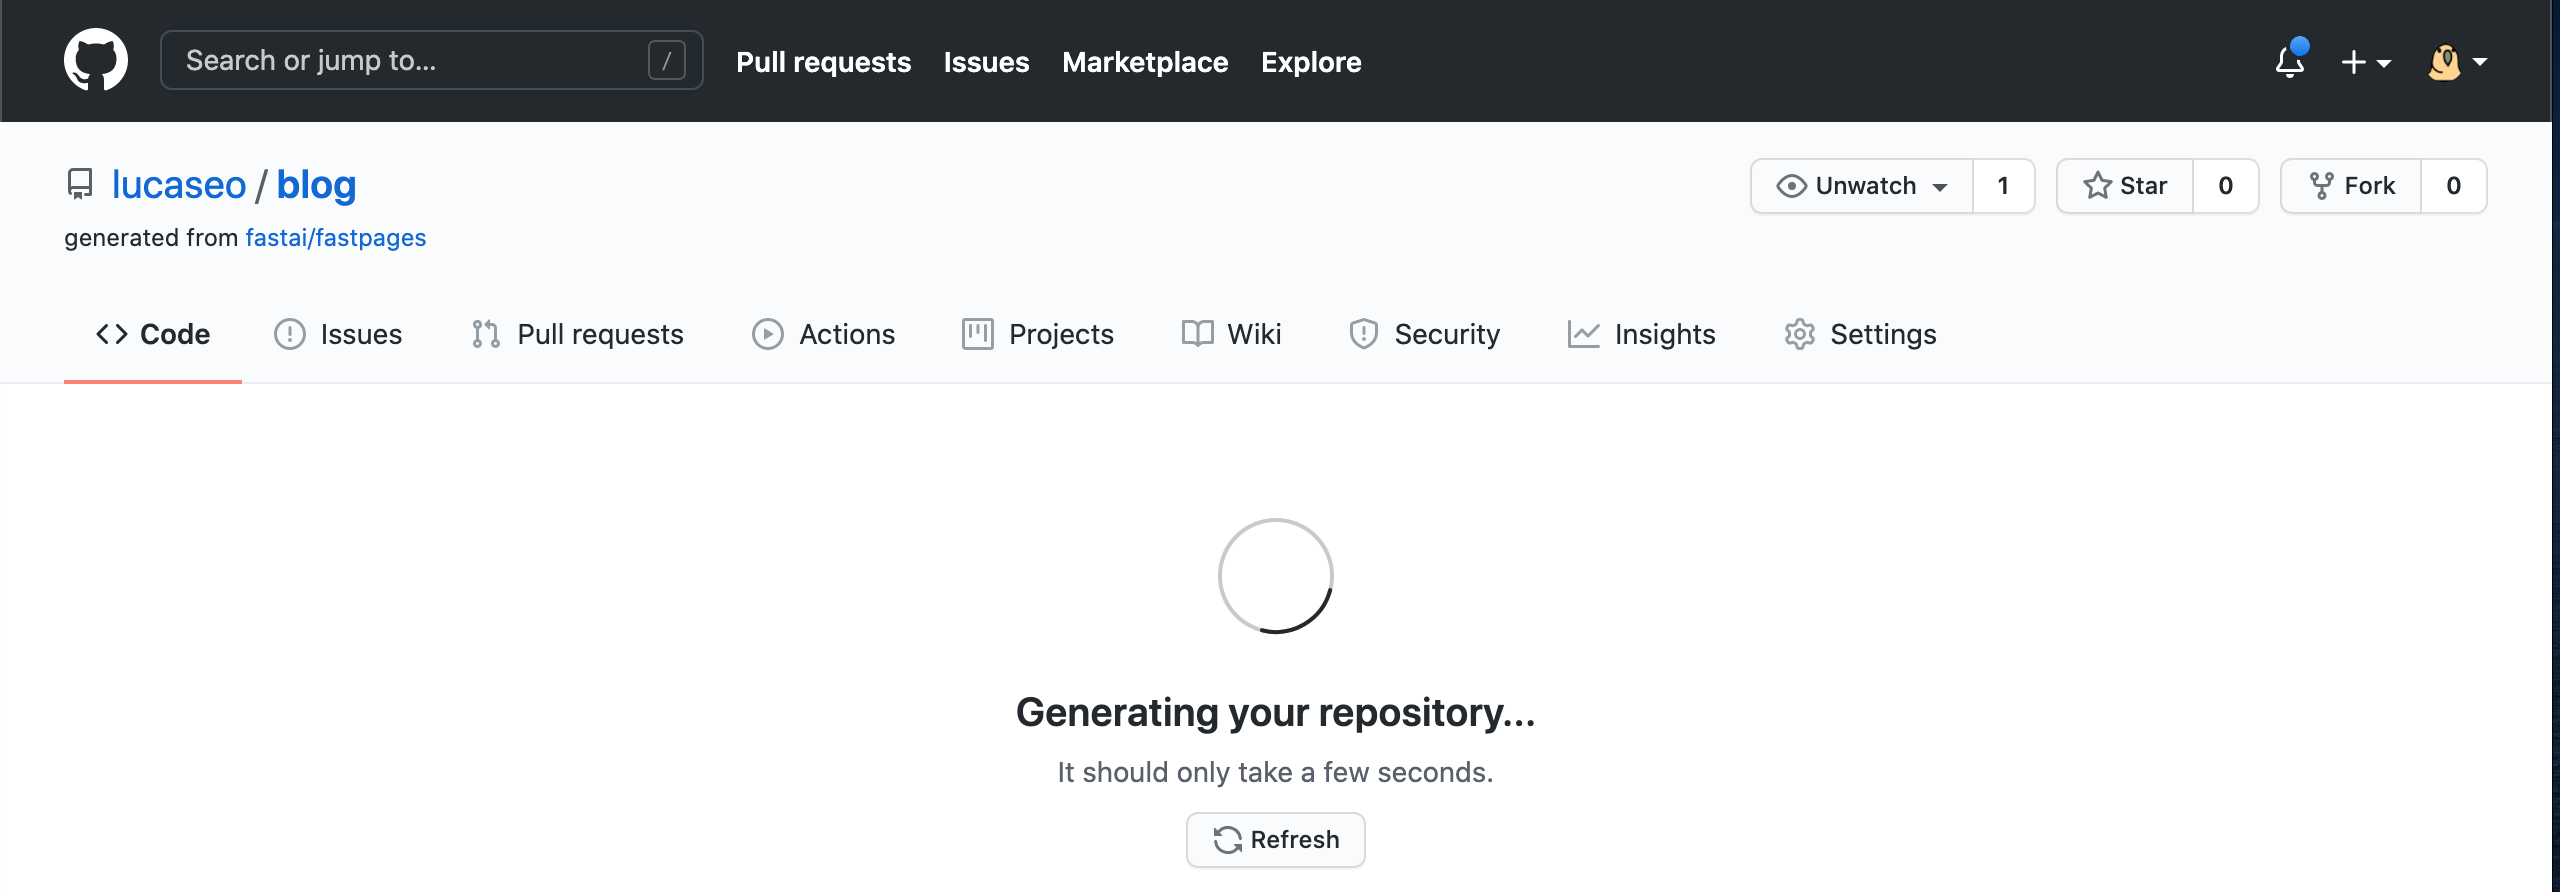 Search or jump to... /
Pull requests Issues Marketplace Explore
lucaseo / blog
generated from fastai/fastpages
Unwatch 1 Star 0 Fork 0
Code Issues Pull requests Actions Projects Wiki Security Insights Settings
Generating your repository...
It should only take a few seconds.
Refresh